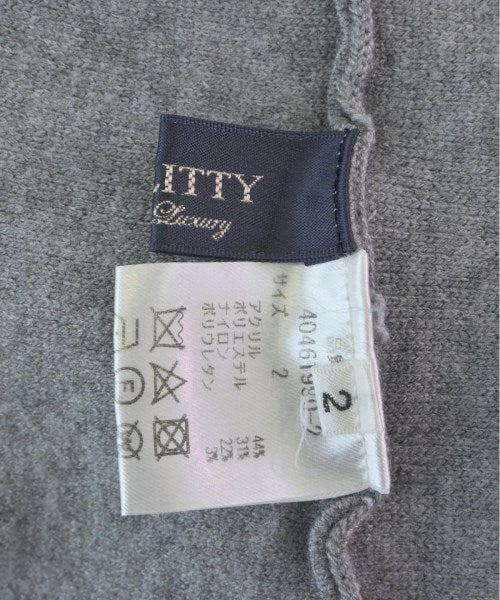 ITTY
Luxury
サイズ 2
アクリル 44%
ポリエステル 31%
ナイロン 22%
ポリウレタン 3%
2